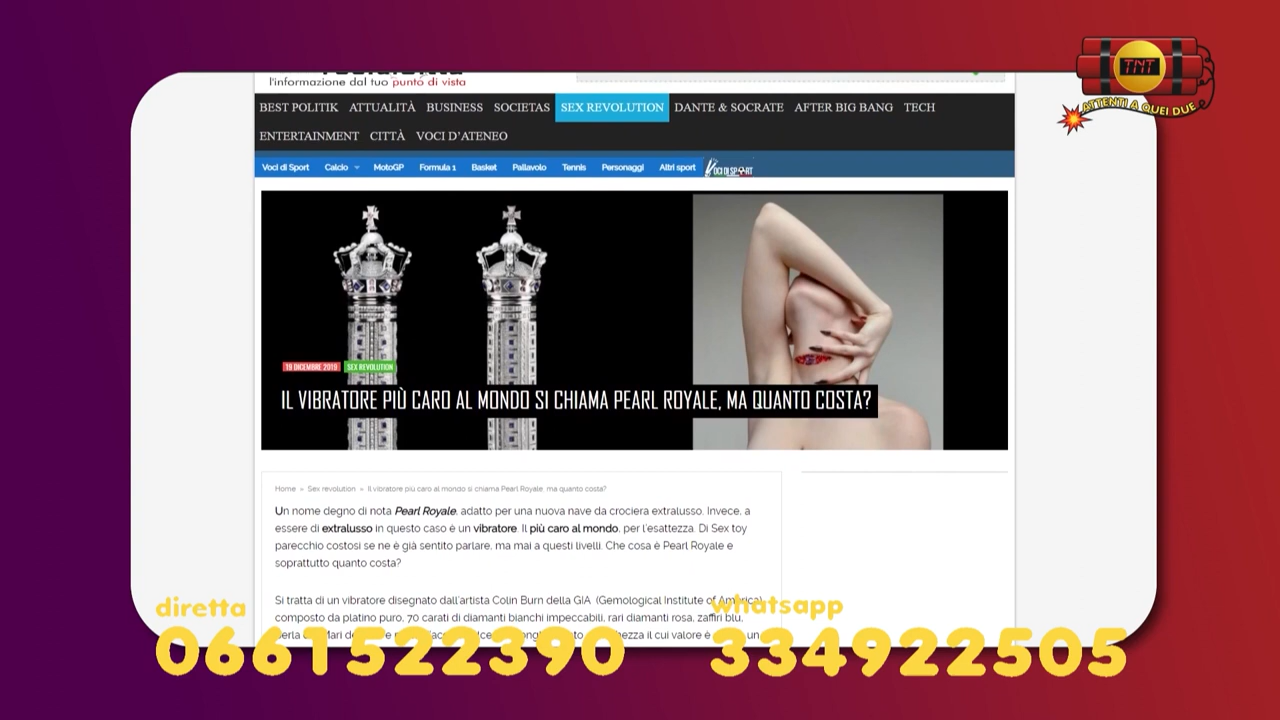 l'informazione dal tuo punto di vista
TNT
ATTENTI A QUEI DUE
BEST POLITIK ATTUALITÀ BUSINESS SOCIETAS SEX REVOLUTION DANTE & SOCRATE AFTER BIG BANG TECH
ENTERTAINMENT CITTÀ VOCI D'ATENEO
Voci di Sport Calcio MotoGP Formula 1 Basket Pallavolo Tennis Personaggi Altri sport VOCI DI SPORT
19 DICEMBRE 2019 SEX REVOLUTION
IL VIBRATORE PIÙ CARO AL MONDO SI CHIAMA PEARL ROYALE, MA QUANTO COSTA?
Home » Sex revolution » Il vibratore più caro al mondo si chiama Pearl Royale, ma quanto costa?
Un nome degno di nota Pearl Royale, adatto per una nuova nave da crociera extralusso. Invece, a
essere di extralusso in questo caso è un vibratore. Il più caro al mondo, per l'esattezza. Di Sex toy
parecchio costosi se ne è già sentito parlare, ma mai a questi livelli. Che cosa è Pearl Royale e
soprattutto quanto costa?
Si tratta di un vibratore disegnato dall'artista Colin Burn della GIA (Gemological Institute of America),
composto da platino puro, 70 carati di diamanti bianchi impeccabili, rari diamanti rosa, zaffiri blu,
diretta
0661522390
whatsapp
334922505